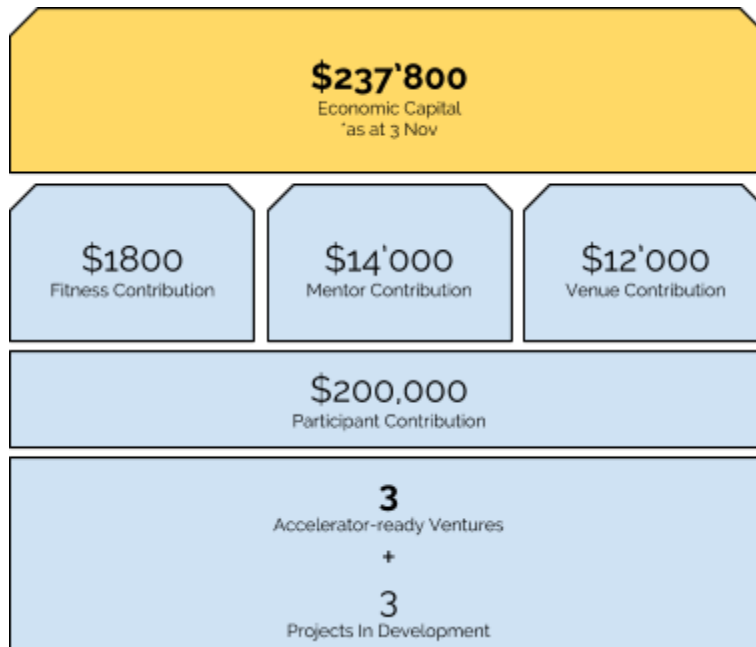 $237'800
Economic Capital
*as at 3 Nov
$1800
Fitness Contribution
$14'000
Mentor Contribution
$12'000
Venue Contribution
$200,000
Participant Contribution
3
Accelerator-ready Ventures
+
3
Projects In Development